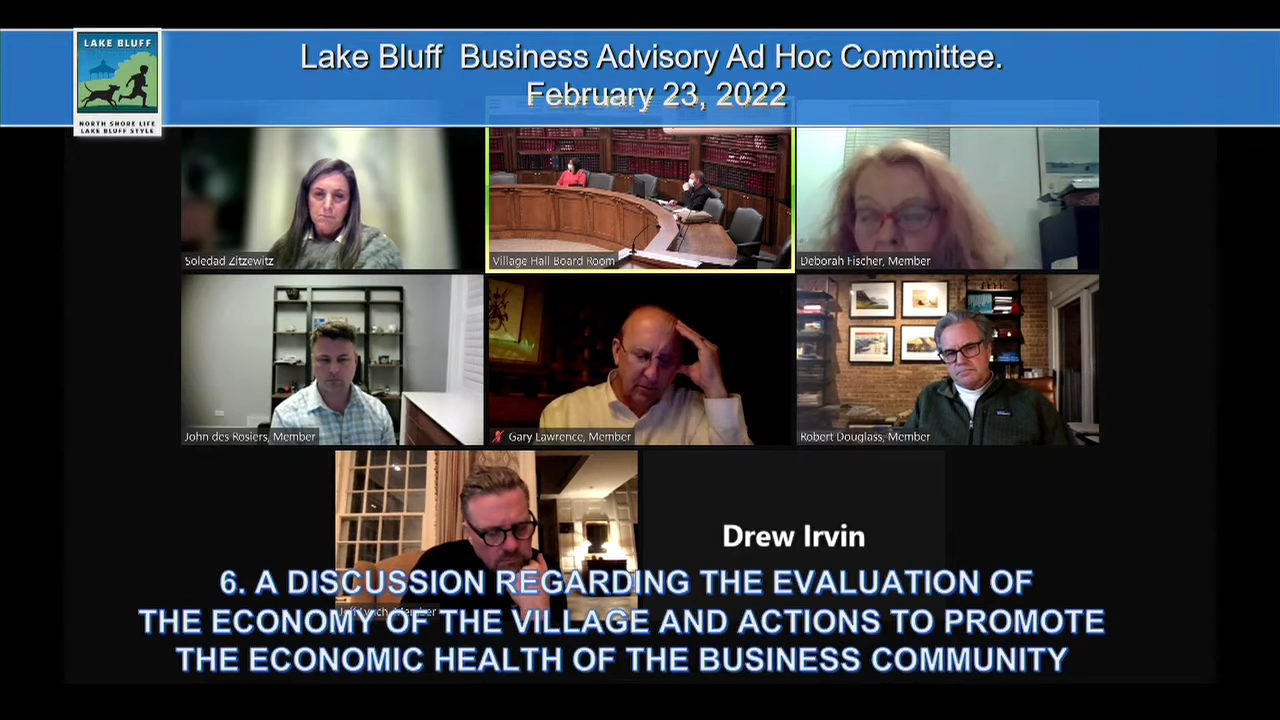 LAKE BLUFF
NORTH SHORE LIFE
LAKE BLUFF STYLE
Lake Bluff Business Advisory Ad Hoc Committee.
February 23, 2022
Soledad Zitzewitz
Village Hall Board Room
Deborah Fischer, Member
John des Rosiers, Member
Gary Lawrence, Member
Robert Douglass, Member
Drew Irvin
Jeff Lynch, Member
6. A DISCUSSION REGARDING THE EVALUATION OF
THE ECONOMY OF THE VILLAGE AND ACTIONS TO PROMOTE
THE ECONOMIC HEALTH OF THE BUSINESS COMMUNITY